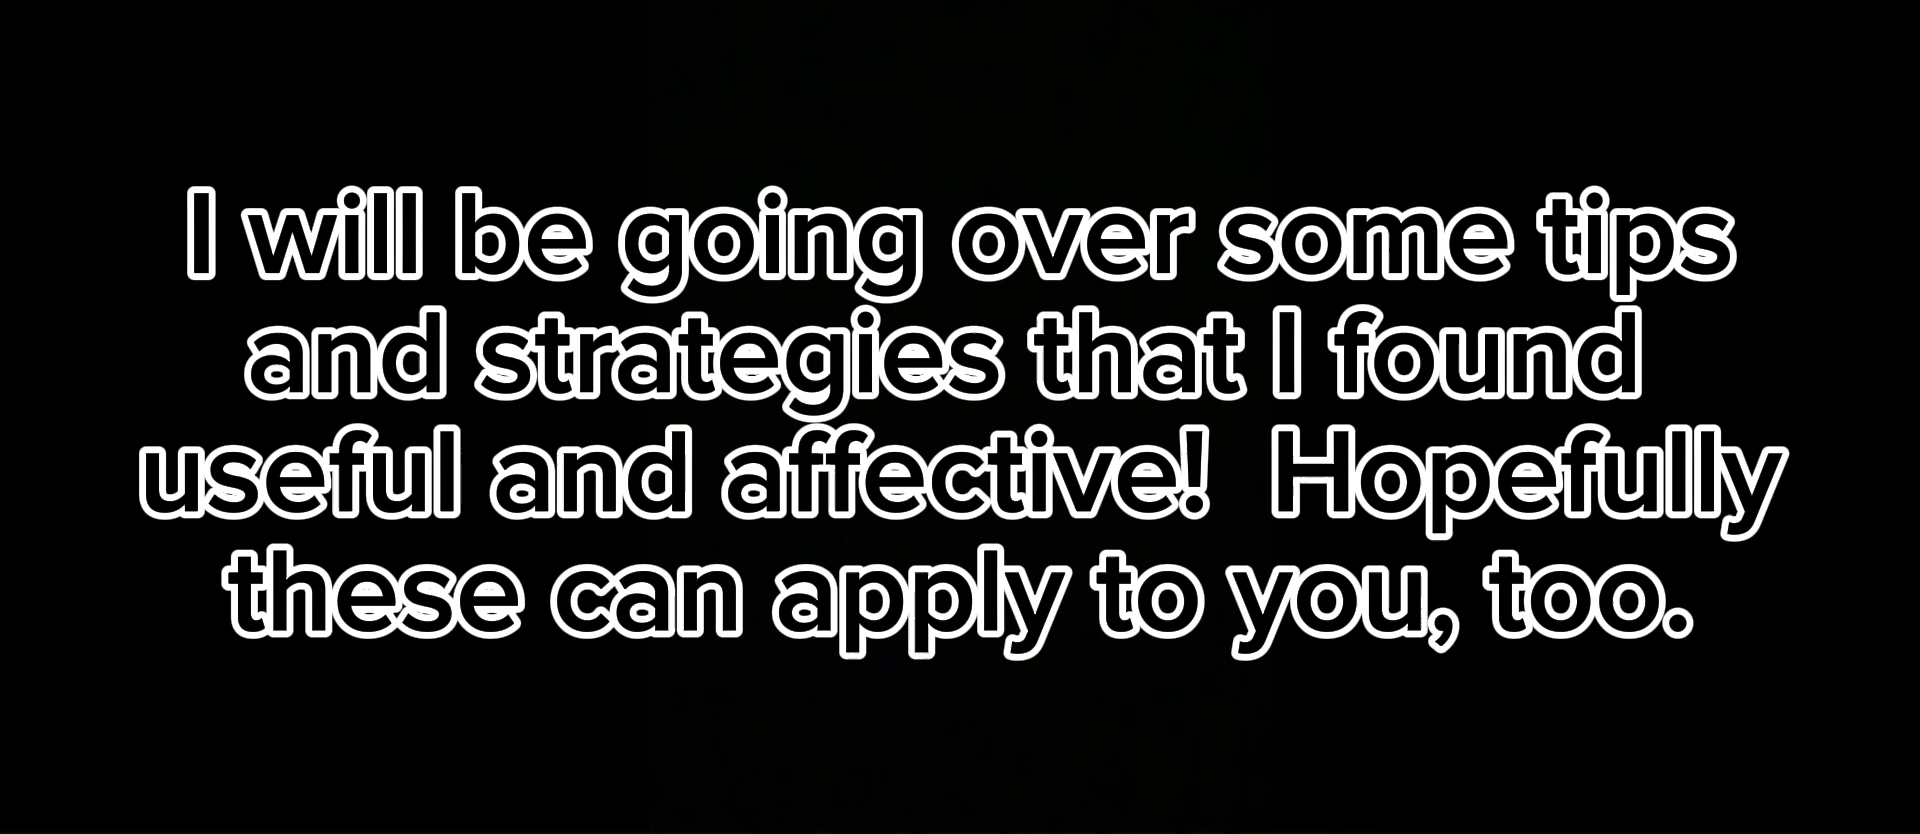 I will be going over some tips
and strategies that I found
useful and affective!  Hopefully
these can apply to you, too.